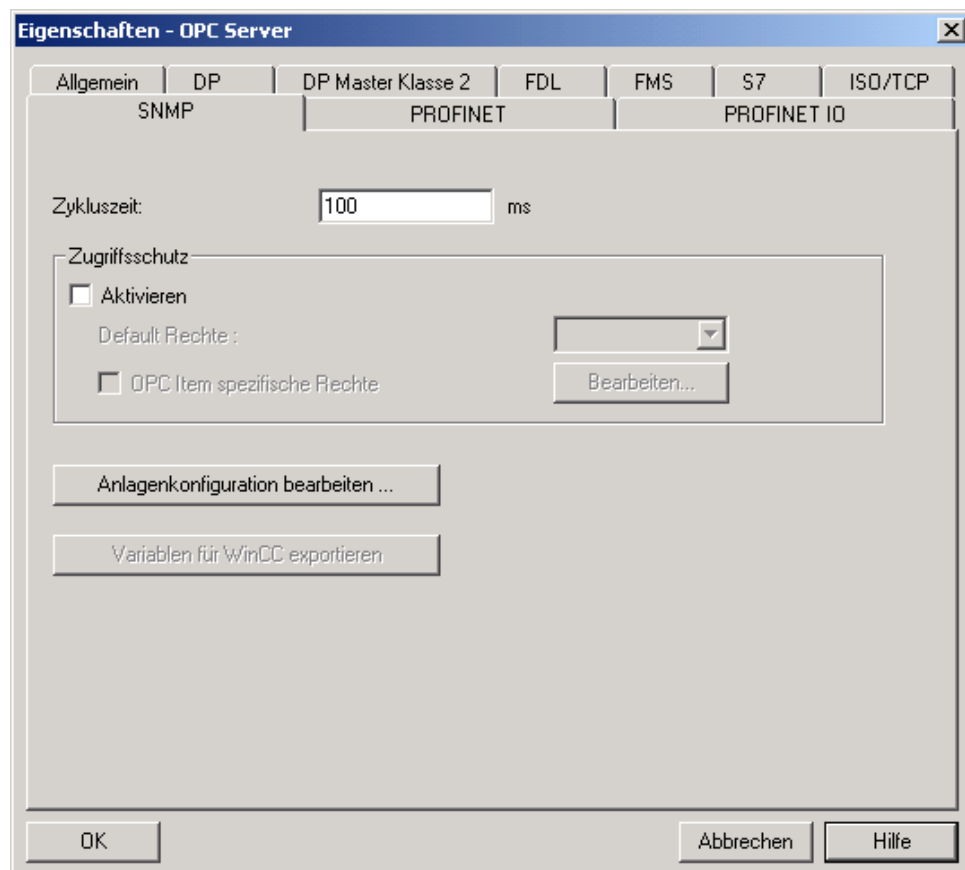 Eigenschaften - OPC Server
Allgemein DP DP Master Klasse 2 FDL FMS S7 ISO/TCP
SNMP PROFINET PROFINET IO
Zykluszeit: 100 ms
Zugriffsschutz
Aktivieren
Default Rechte :
OPC Item spezifische Rechte Bearbeiten...
Anlagenkonfiguration bearbeiten ...
Variablen für WinCC exportieren
OK Abbrechen Hilfe